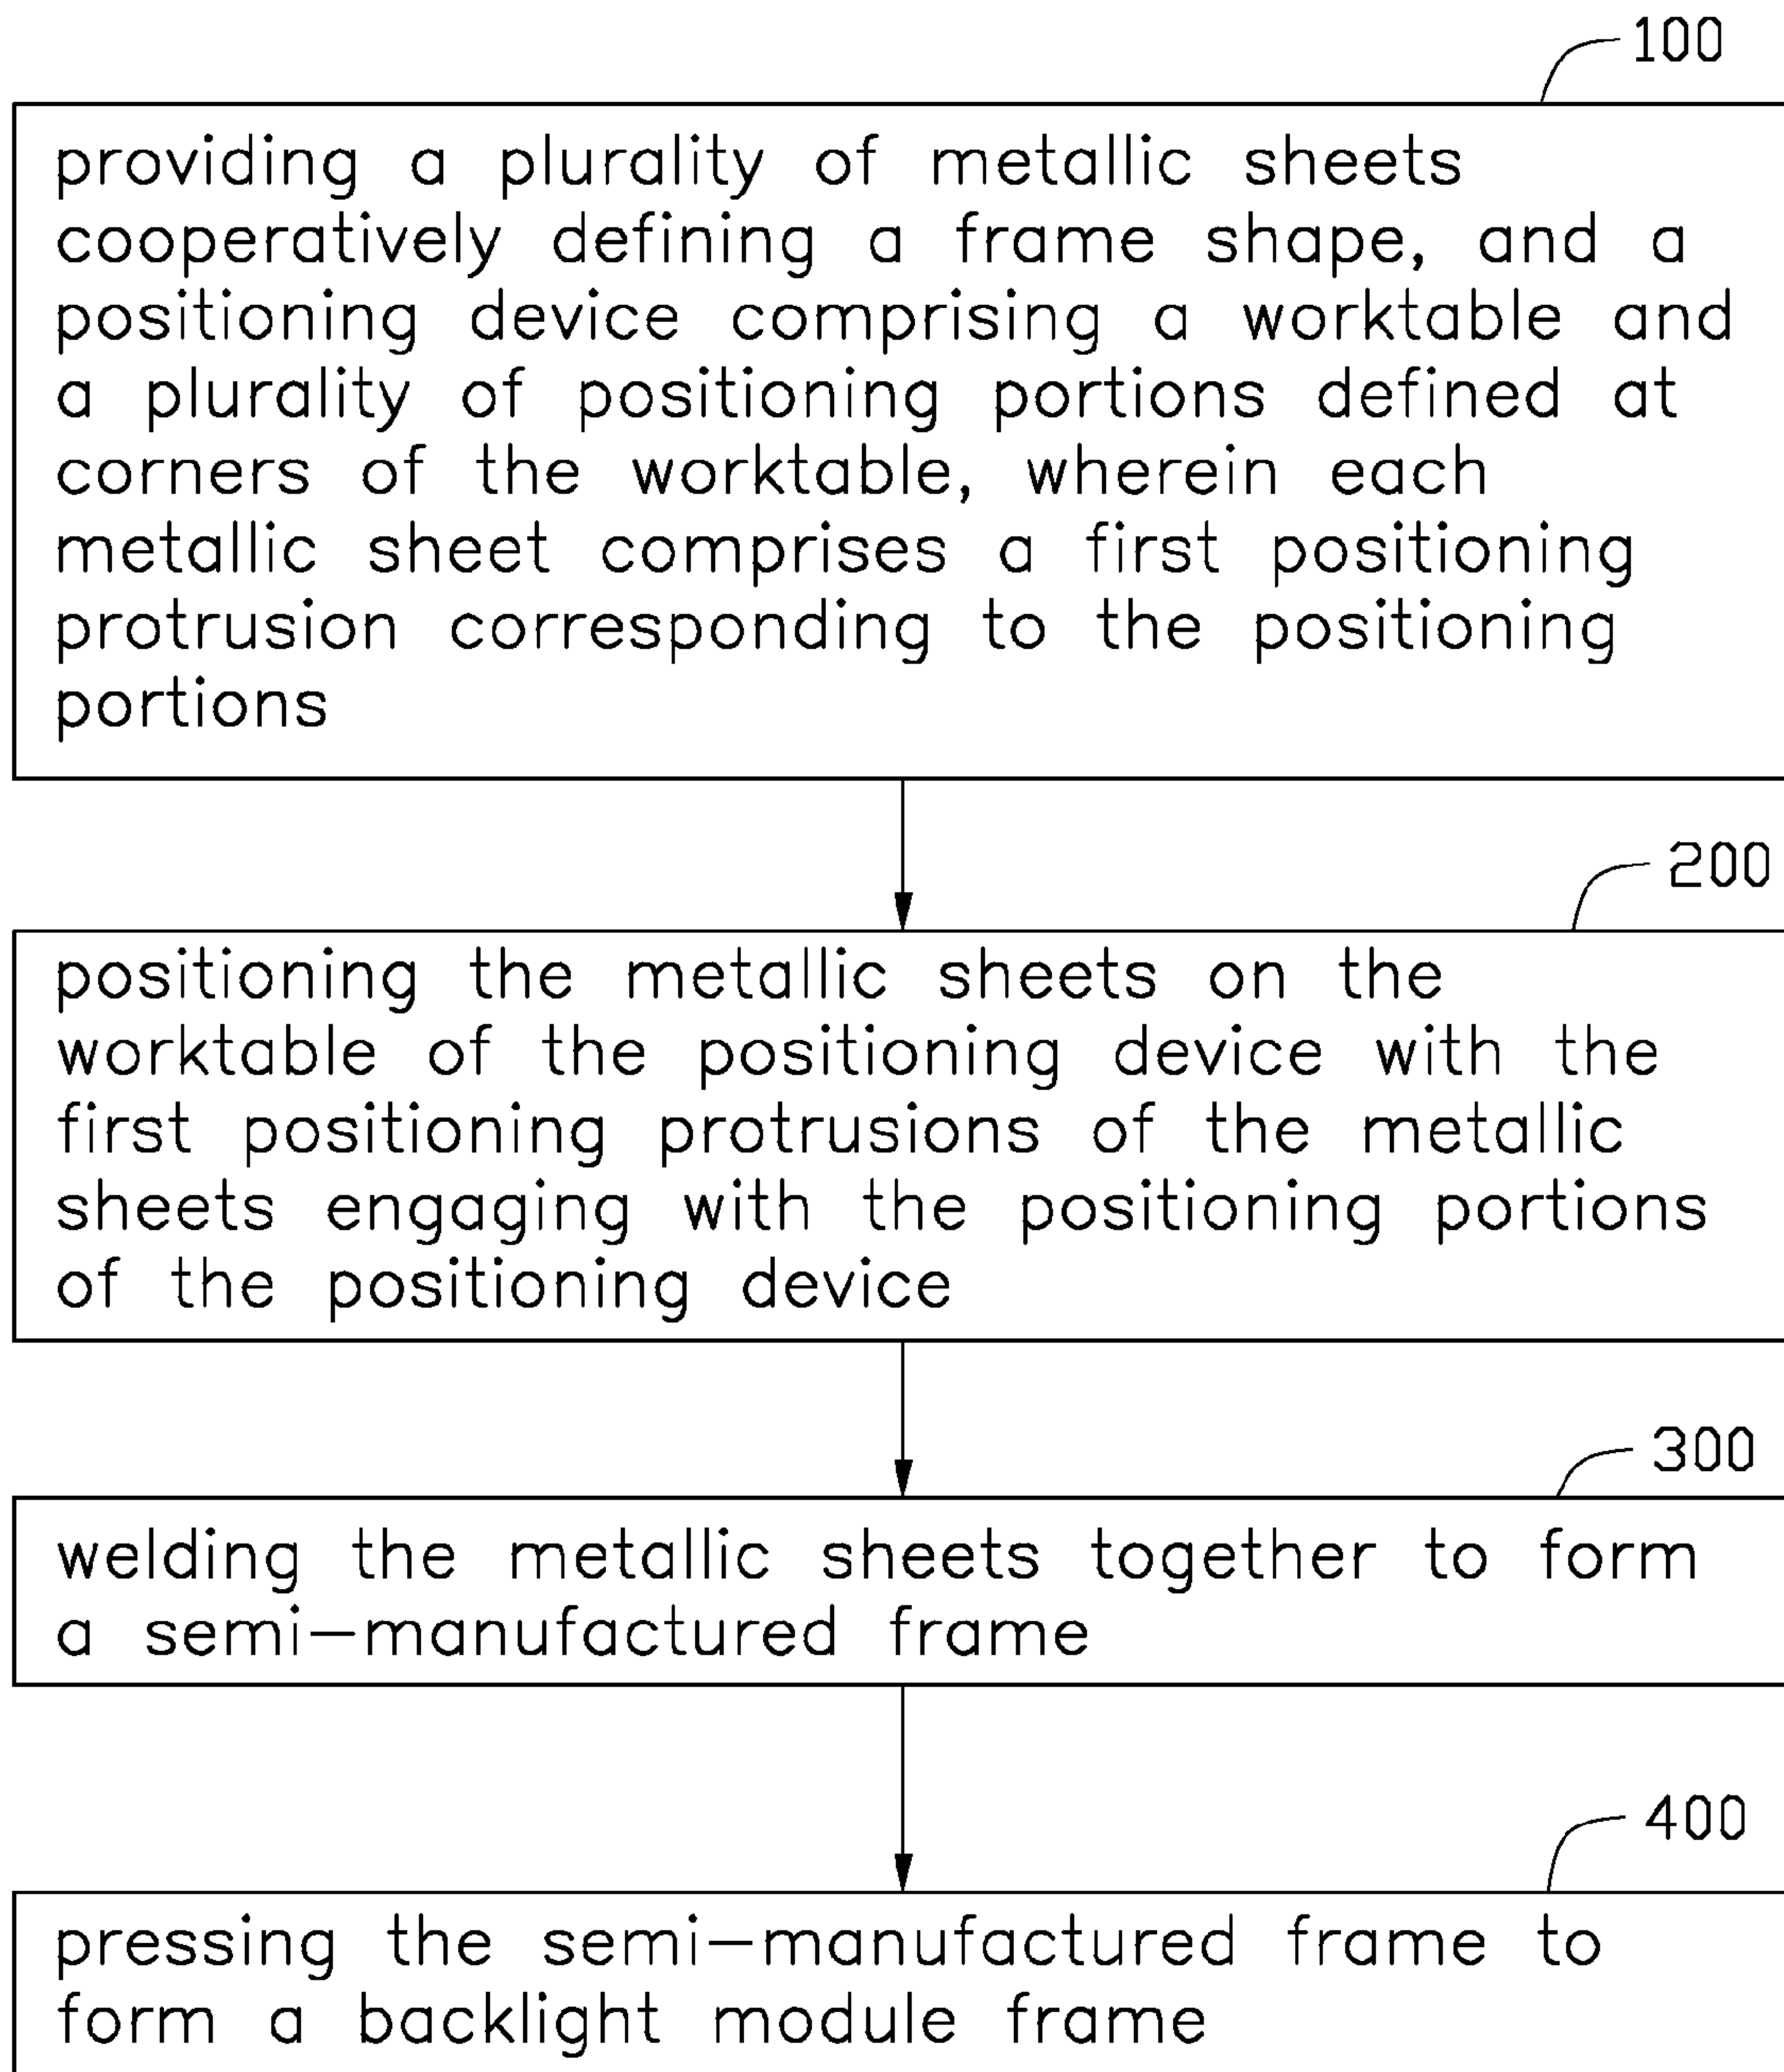 100
providing a plurality of metallic sheets
cooperatively defining a frame shape, and a
positioning device comprising a worktable and
a plurality of positioning portions defined at
corners of the worktable, wherein each
metallic sheet comprises a first positioning
protrusion corresponding to the positioning
portions
200
positioning the metallic sheets on the
worktable of the positioning device with the
first positioning protrusions of the metallic
sheets engaging with the positioning portions
of the positioning device
300
welding the metallic sheets together to form
a semi-manufactured frame
400
pressing the semi-manufactured frame to
form a backlight module frame